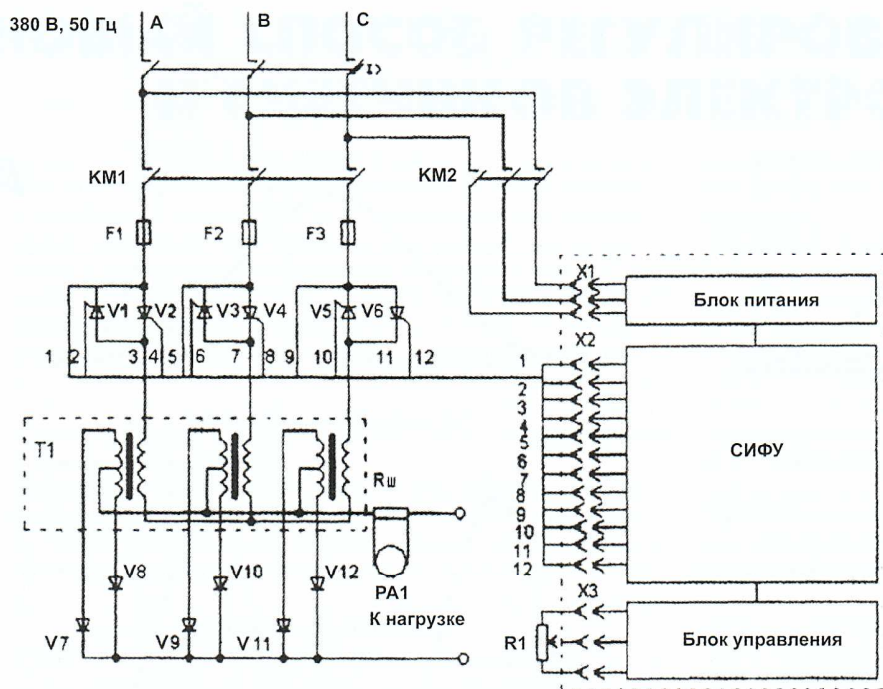 380 В, 50 Гц
A
B
C
I>
KM1
KM2
F1
F2
F3
X1
Блок питания
V1
V2
V3
V4
V5
V6
1
2
3
4
5
6
7
8
9
10
11
12
X2
1
2
3
4
5
6
7
8
9
10
11
12
СИФУ
T1
Rш
V8
V10
V12
PA1
К нагрузке
V7
V9
V11
X3
R1
Блок управления